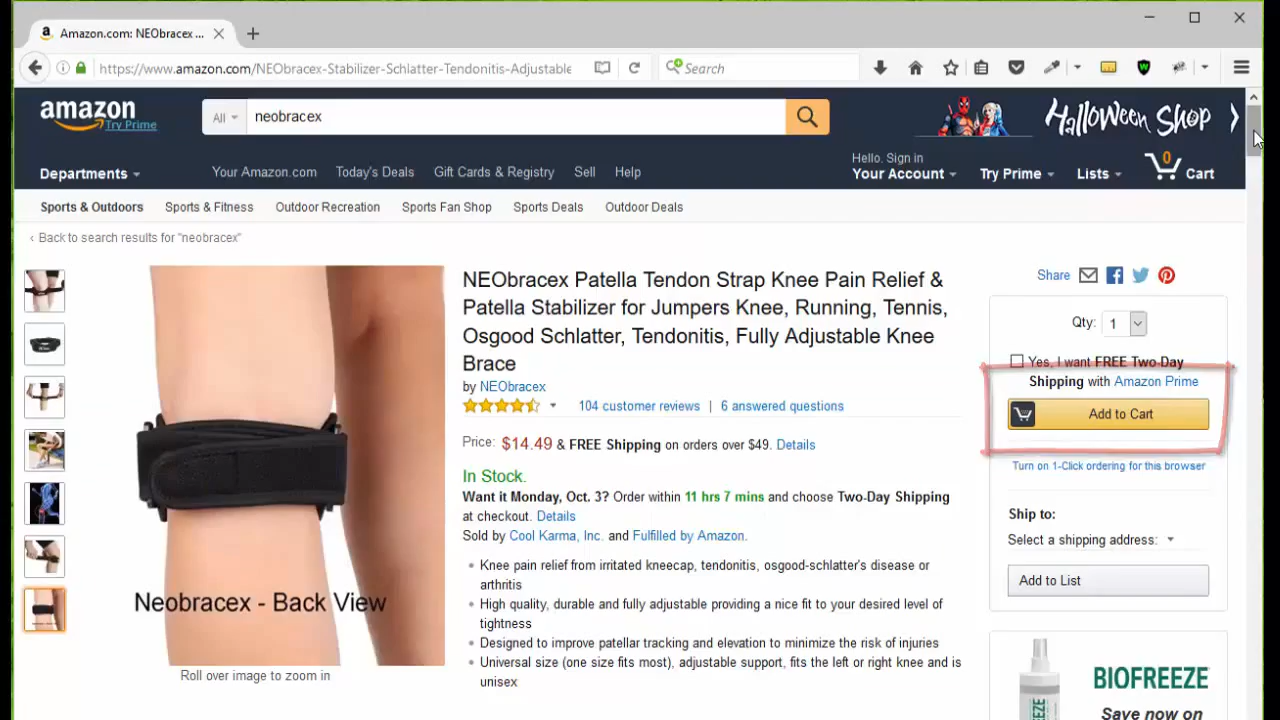 Amazon.com: NEObracex ...
https://www.amazon.com/NEObracex-Stabilizer-Schlatter-Tendonitis-Adjustable
Search
amazon
Try Prime
All
neobracex
Halloween Shop
Departments
Your Amazon.com
Today's Deals
Gift Cards & Registry
Sell
Help
Hello. Sign in
Your Account
Try Prime
Lists
0
Cart
Sports & Outdoors
Sports & Fitness
Outdoor Recreation
Sports Fan Shop
Sports Deals
Outdoor Deals
‹ Back to search results for "neobracex"
Neobracex - Back View
Roll over image to zoom in
NEObracex Patella Tendon Strap Knee Pain Relief &
Patella Stabilizer for Jumpers Knee, Running, Tennis,
Osgood Schlatter, Tendonitis, Fully Adjustable Knee
Brace
by NEObracex
104 customer reviews | 6 answered questions
Price: $14.49 & FREE Shipping on orders over $49. Details
In Stock.
Want it Monday, Oct. 3? Order within 11 hrs 7 mins and choose Two-Day Shipping
at checkout. Details
Sold by Cool Karma, Inc. and Fulfilled by Amazon.
• Knee pain relief from irritated kneecap, tendonitis, osgood-schlatter's disease or
arthritis
• High quality, durable and fully adjustable providing a nice fit to your desired level of
tightness
• Designed to improve patellar tracking and elevation to minimize the risk of injuries
• Universal size (one size fits most), adjustable support, fits the left or right knee and is
unisex
Share
Qty: 1
Yes, I want FREE Two-Day
Shipping with Amazon Prime
Add to Cart
Turn on 1-Click ordering for this browser
Ship to:
Select a shipping address:
Add to List
BIOFREEZE
Save now on